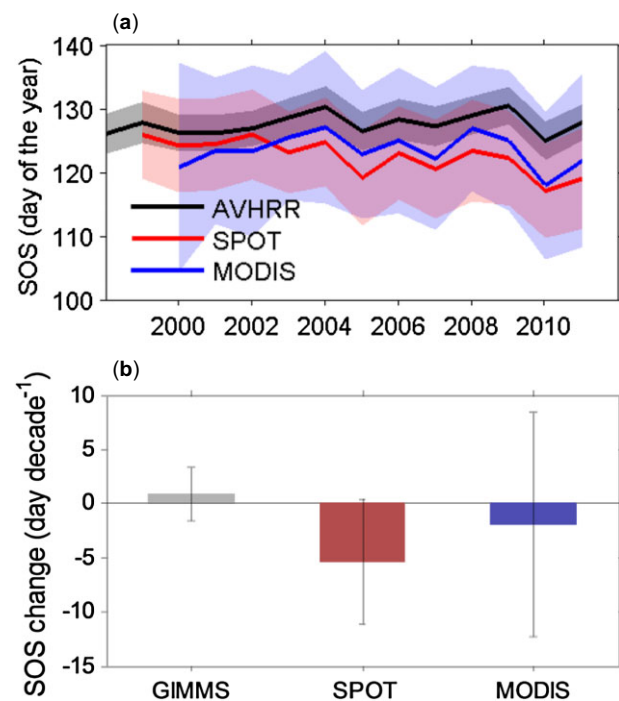 (a)
140
130
120
110
100
SOS (day of the year)
AVHRR
SPOT
MODIS
2000 2002 2004 2006 2008 2010
(b)
10
5
0
-5
-10
-15
SOS change (day decade⁻¹)
GIMMS SPOT MODIS